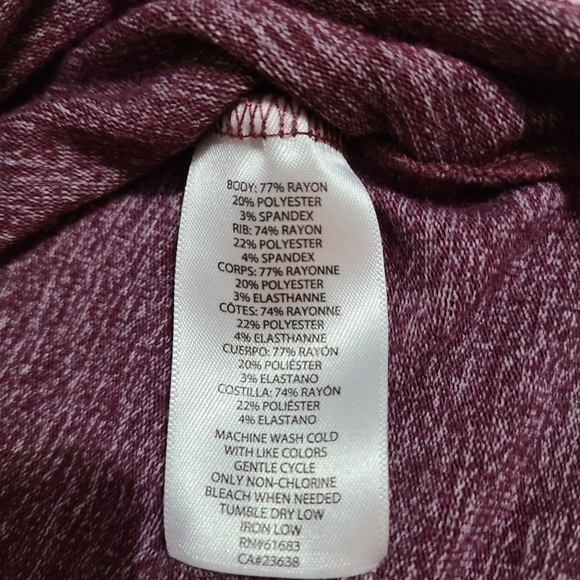 BODY: 77% RAYON
20% POLYESTER
3% SPANDEX
RIB: 74% RAYON
22% POLYESTER
4% SPANDEX
CORPS: 77% RAYONNE
20% POLYESTER
3% ELASTHANNE
CÔTES: 74% RAYONNE
22% POLYESTER
4% ELASTHANNE
CUERPO: 77% RAYÓN
20% POLIÉSTER
3% ELASTANO
COSTILLA: 74% RAYÓN
22% POLIÉSTER
4% ELASTANO
MACHINE WASH COLD
WITH LIKE COLORS
GENTLE CYCLE
ONLY NON-CHLORINE
BLEACH WHEN NEEDED
TUMBLE DRY LOW
IRON LOW
RN#61683
CA#23638